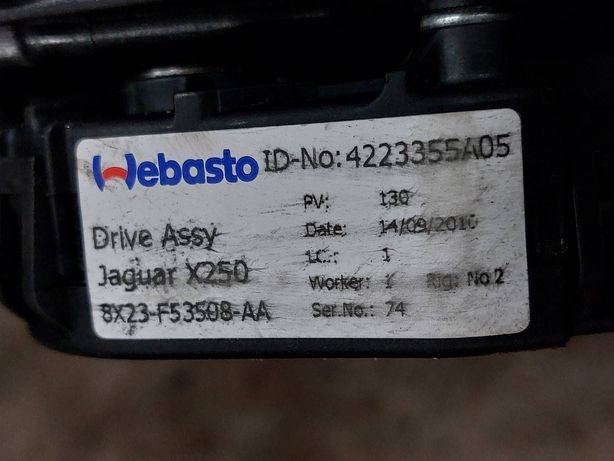 Webasto ID-No: 4223355A05
PV: 130
Drive Assy Date: 14/09/2010
LC.: 1
Jaguar X250 Worker: 1 Rig: No 2
8X23-F53508-AA Ser.No.: 74